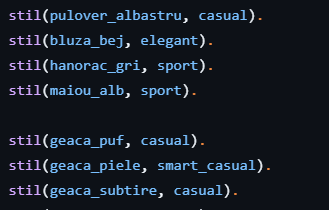 stil(pulover_albastru, casual).
stil(bluza_bej, elegant).
stil(hanorac_gri, sport).
stil(maiou_alb, sport).
stil(geaca_puf, casual).
stil(geaca_piele, smart_casual).
stil(geaca_subtire, casual).